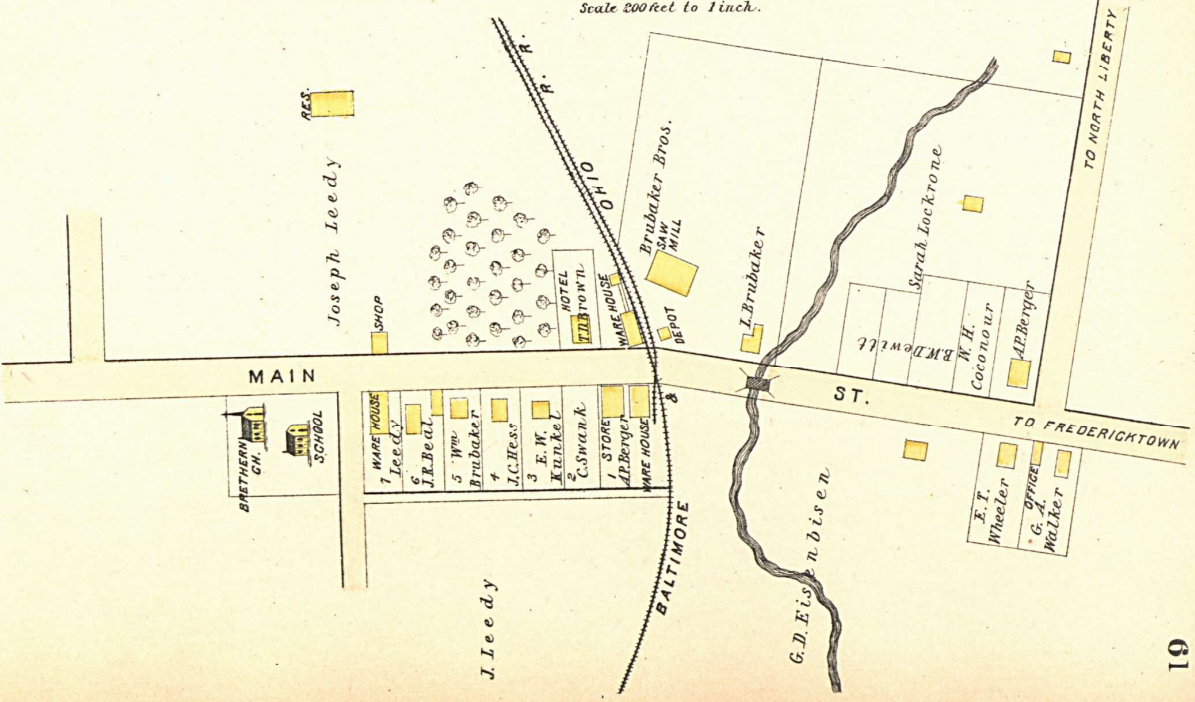 Scale 200 feet to 1 inch.
RES.
Joseph Leedy
SHOP
MAIN
ST.
BRETHERN
CH.
SCHOOL
WARE HOUSE
7 Leedy
6
J.R. Beal
5 Wm
Brubaker
4
J.C. Hess
3 E.W.
Kunkel
2
C. Swank
1 STORE
A.P. Berger
WARE HOUSE
HOTEL
T.N. Brown
WARE HOUSE
DEPOT
Brubaker Bros.
SAW
MILL
I. Brubaker
BALTIMORE
&
OHIO
R. R.
J. Leedy
G.D. Eisenbisen
Sarah Lockrone
B.W. Dewitt
W. H.
Coconour
A.P. Berger
TO NORTH LIBERTY
TO FREDERICKTOWN
E. T.
Wheeler
OFFICE
G. A.
Walker
61